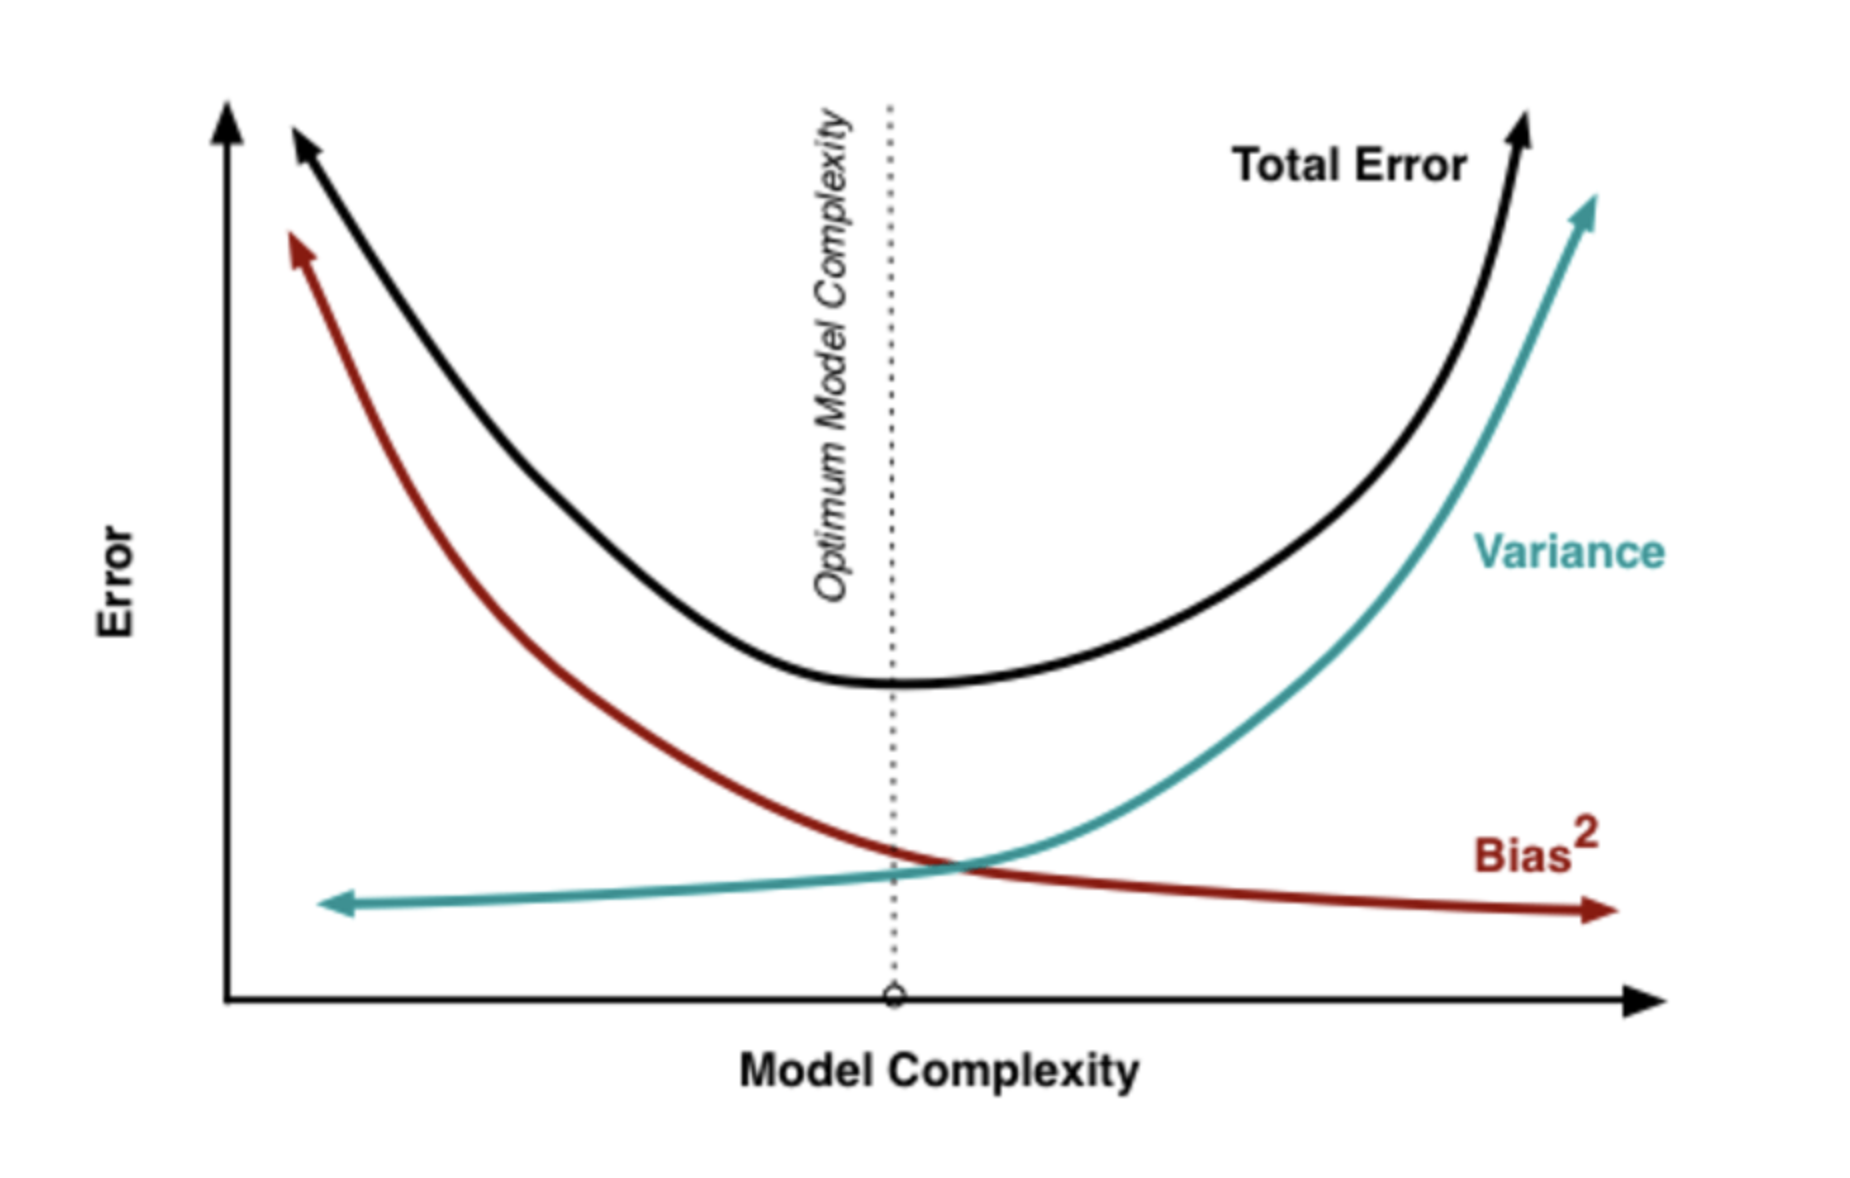 Optimum Model Complexity
Total Error
Variance
Error
Bias²
Model Complexity